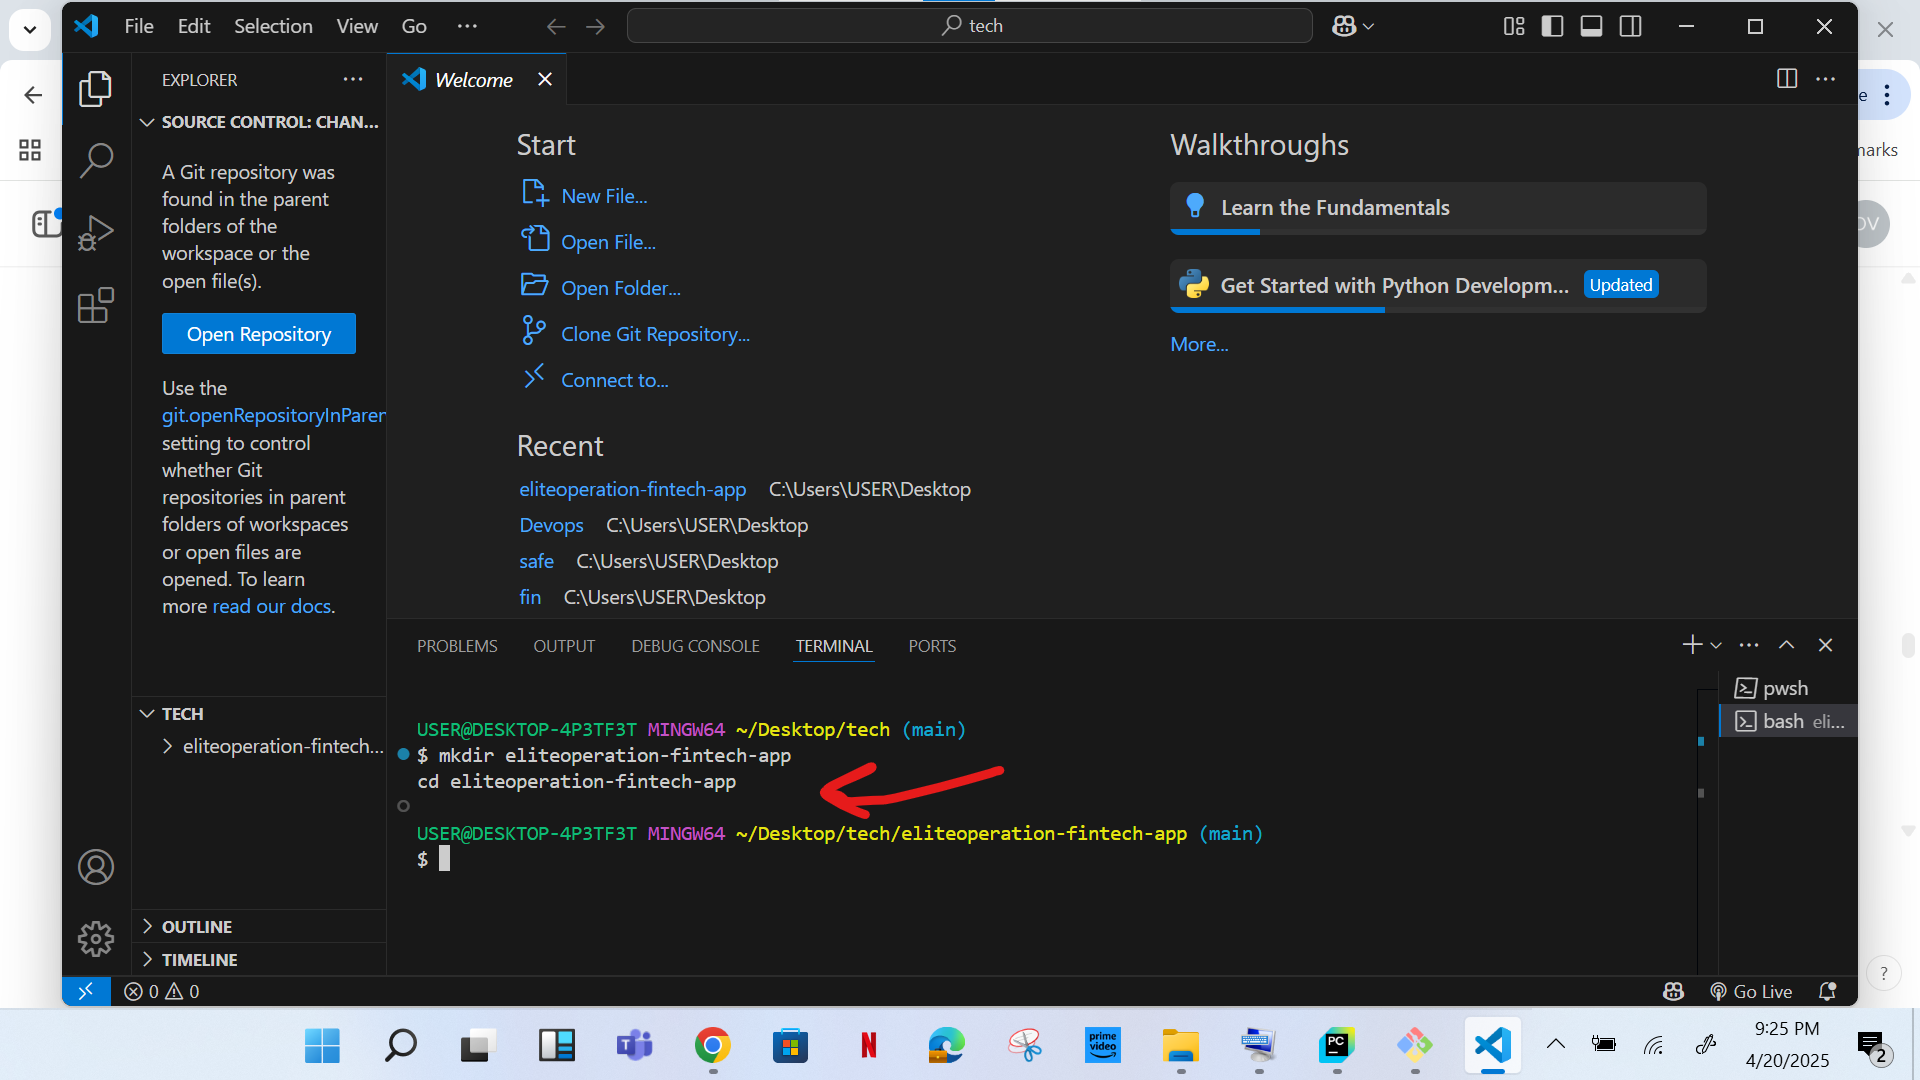 File Edit Selection View Go ···
tech
EXPLORER
Welcome
SOURCE CONTROL: CHAN...
A Git repository was
found in the parent
folders of the
workspace or the
open file(s).
Open Repository
Use the
git.openRepositoryInParen
setting to control
whether Git
repositories in parent
folders of workspaces
or open files are
opened. To learn
more read our docs.
Start
New File...
Open File...
Open Folder...
Clone Git Repository...
Connect to...
Recent
eliteoperation-fintech-app C:\Users\USER\Desktop
Devops C:\Users\USER\Desktop
safe C:\Users\USER\Desktop
fin C:\Users\USER\Desktop
Walkthroughs
Learn the Fundamentals
Get Started with Python Developm... Updated
More...
TECH
eliteoperation-fintech...
OUTLINE
TIMELINE
PROBLEMS OUTPUT DEBUG CONSOLE TERMINAL PORTS
USER@DESKTOP-4P3TF3T MINGW64 ~/Desktop/tech (main)
$ mkdir eliteoperation-fintech-app
cd eliteoperation-fintech-app
USER@DESKTOP-4P3TF3T MINGW64 ~/Desktop/tech/eliteoperation-fintech-app (main)
$
pwsh
bash eli...
0 0
Go Live
e
marks
DV
?
prime video
N
PC
9:25 PM
4/20/2025
2